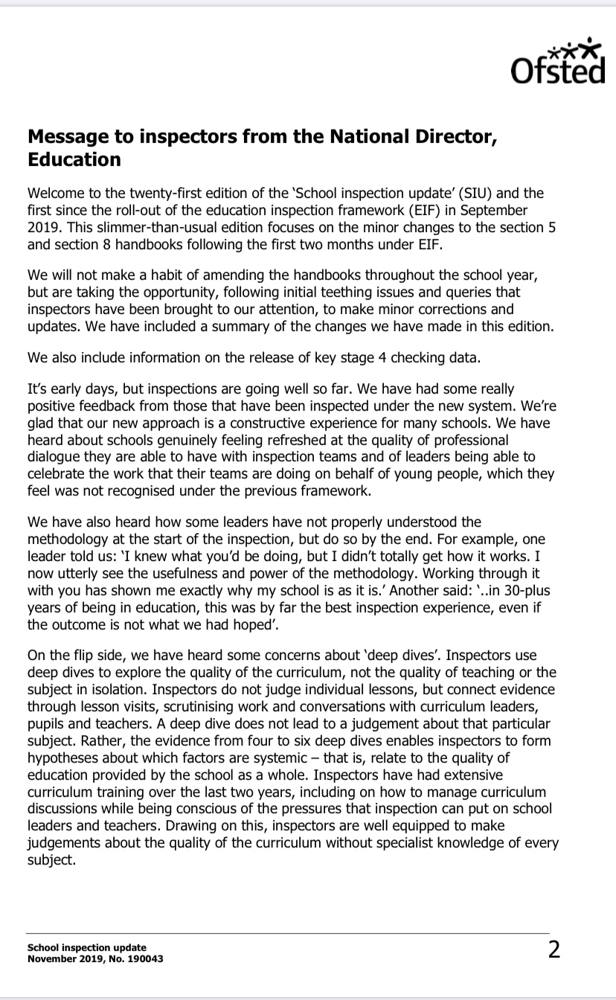 Ofsted
Message to inspectors from the National Director,
Education
Welcome to the twenty-first edition of the ‘School inspection update’ (SIU) and the
first since the roll-out of the education inspection framework (EIF) in September
2019. This slimmer-than-usual edition focuses on the minor changes to the section 5
and section 8 handbooks following the first two months under EIF.
We will not make a habit of amending the handbooks throughout the school year,
but are taking the opportunity, following initial teething issues and queries that
inspectors have been brought to our attention, to make minor corrections and
updates. We have included a summary of the changes we have made in this edition.
We also include information on the release of key stage 4 checking data.
It’s early days, but inspections are going well so far. We have had some really
positive feedback from those that have been inspected under the new system. We’re
glad that our new approach is a constructive experience for many schools. We have
heard about schools genuinely feeling refreshed at the quality of professional
dialogue they are able to have with inspection teams and of leaders being able to
celebrate the work that their teams are doing on behalf of young people, which they
feel was not recognised under the previous framework.
We have also heard how some leaders have not properly understood the
methodology at the start of the inspection, but do so by the end. For example, one
leader told us: ‘I knew what you’d be doing, but I didn’t totally get how it works. I
now utterly see the usefulness and power of the methodology. Working through it
with you has shown me exactly why my school is as it is.’ Another said: ‘..in 30-plus
years of being in education, this was by far the best inspection experience, even if
the outcome is not what we had hoped’.
On the flip side, we have heard some concerns about ‘deep dives’. Inspectors use
deep dives to explore the quality of the curriculum, not the quality of teaching or the
subject in isolation. Inspectors do not judge individual lessons, but connect evidence
through lesson visits, scrutinising work and conversations with curriculum leaders,
pupils and teachers. A deep dive does not lead to a judgement about that particular
subject. Rather, the evidence from four to six deep dives enables inspectors to form
hypotheses about which factors are systemic – that is, relate to the quality of
education provided by the school as a whole. Inspectors have had extensive
curriculum training over the last two years, including on how to manage curriculum
discussions while being conscious of the pressures that inspection can put on school
leaders and teachers. Drawing on this, inspectors are well equipped to make
judgements about the quality of the curriculum without specialist knowledge of every
subject.
School inspection update
November 2019, No. 190043
2